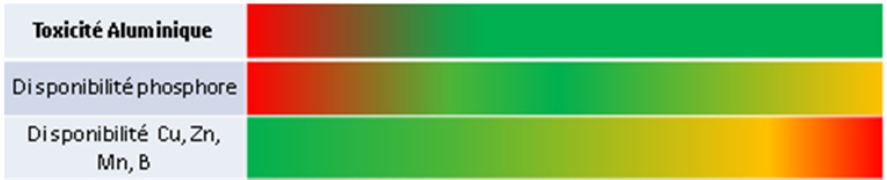 Toxicité Aluminique
Disponibilité phosphore
Disponibilité Cu, Zn,
Mn, B